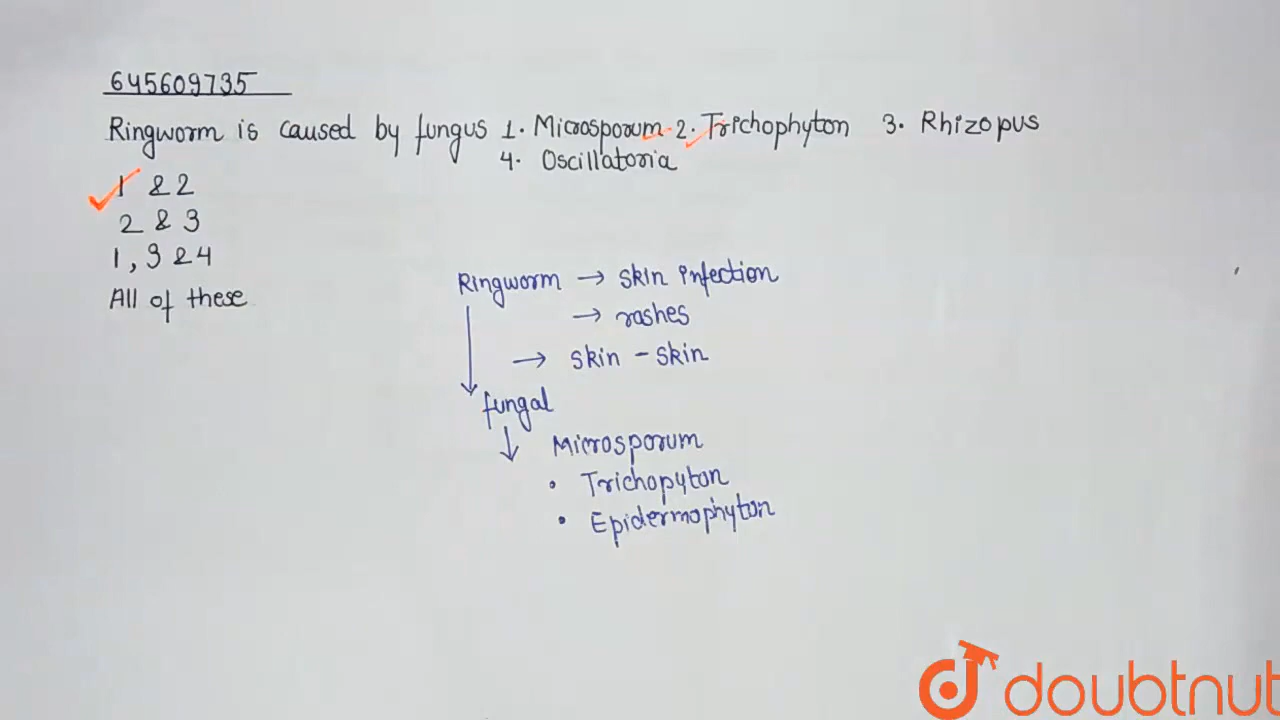 645609735
Ringworm is caused by fungus 1. Microsporum 2. Trichophyton 3. Rhizopus
4. Oscillatoria
1 & 2
2 & 3
1, 3 & 4
All of these
Ringworm → skin infection
→ rashes
→ skin - skin
fungal
Microsporum
• Trichopyton
• Epidermophyton
doubtnut